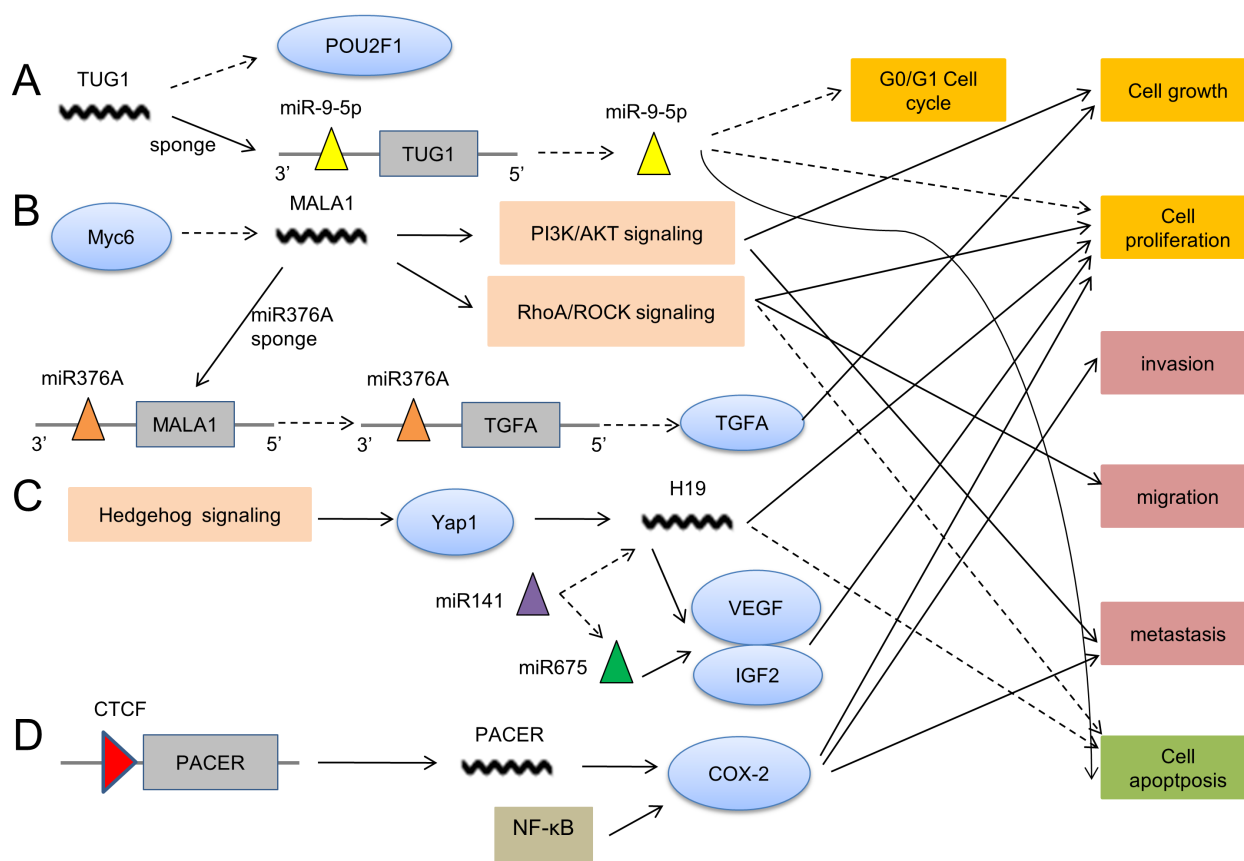 A
TUG1
POU2F1
sponge
miR-9-5p
TUG1
3’
5’
miR-9-5p
G0/G1 Cell
cycle
Cell growth
B
Myc6
MALA1
PI3K/AKT signaling
RhoA/ROCK signaling
Cell
proliferation
miR376A
sponge
invasion
miR376A
MALA1
3’
5’
miR376A
TGFA
3’
5’
TGFA
C
Hedgehog signaling
Yap1
H19
migration
miR141
miR675
VEGF
IGF2
metastasis
D
CTCF
PACER
PACER
COX-2
NF-κB
Cell
apoptposis